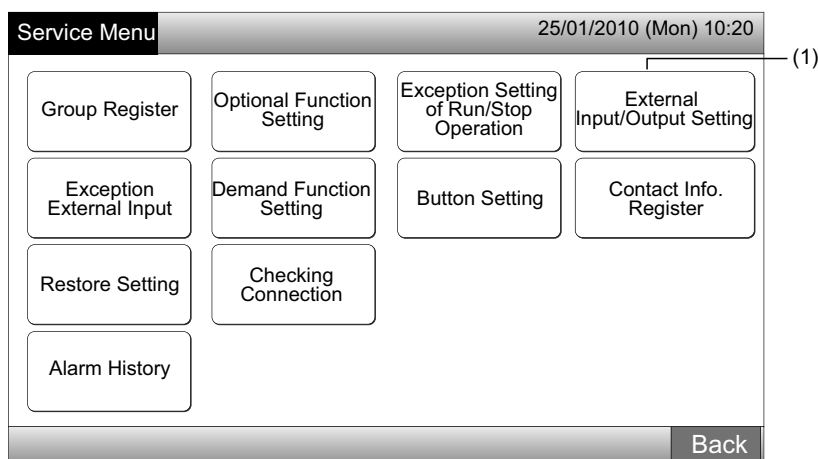 Service Menu
25/01/2010 (Mon) 10:20
(1)
Group Register
Optional Function
Setting
Exception Setting
of Run/Stop
Operation
External
Input/Output Setting
Exception
External Input
Demand Function
Setting
Button Setting
Contact Info.
Register
Restore Setting
Checking
Connection
Alarm History
Back